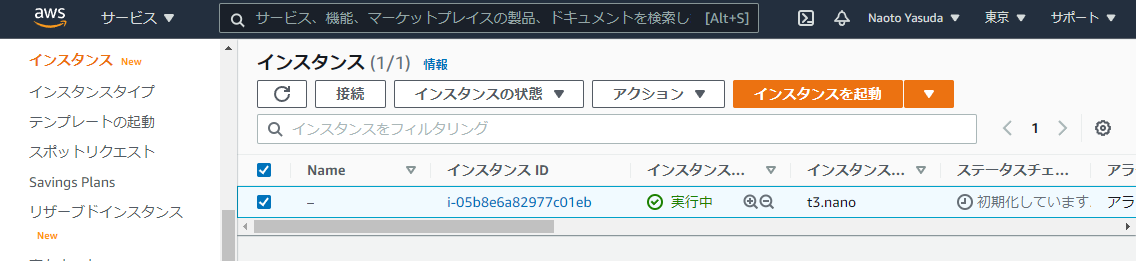 aws サービス サービス、機能、マーケットプレイスの製品、ドキュメントを検索し [Alt+S] Naoto Yasuda 東京 サポート
インスタンス New
インスタンスタイプ
テンプレートの起動
スポットリクエスト
Savings Plans
リザーブドインスタンス
New
インスタンス (1/1) 情報
接続 インスタンスの状態 アクション インスタンスを起動
インスタンスをフィルタリング 1
Name インスタンス ID インスタンス... インスタンス... ステータスチェ... アラ
– i-05b8e6a82977c01eb 実行中 t3.nano 初期化しています アラ